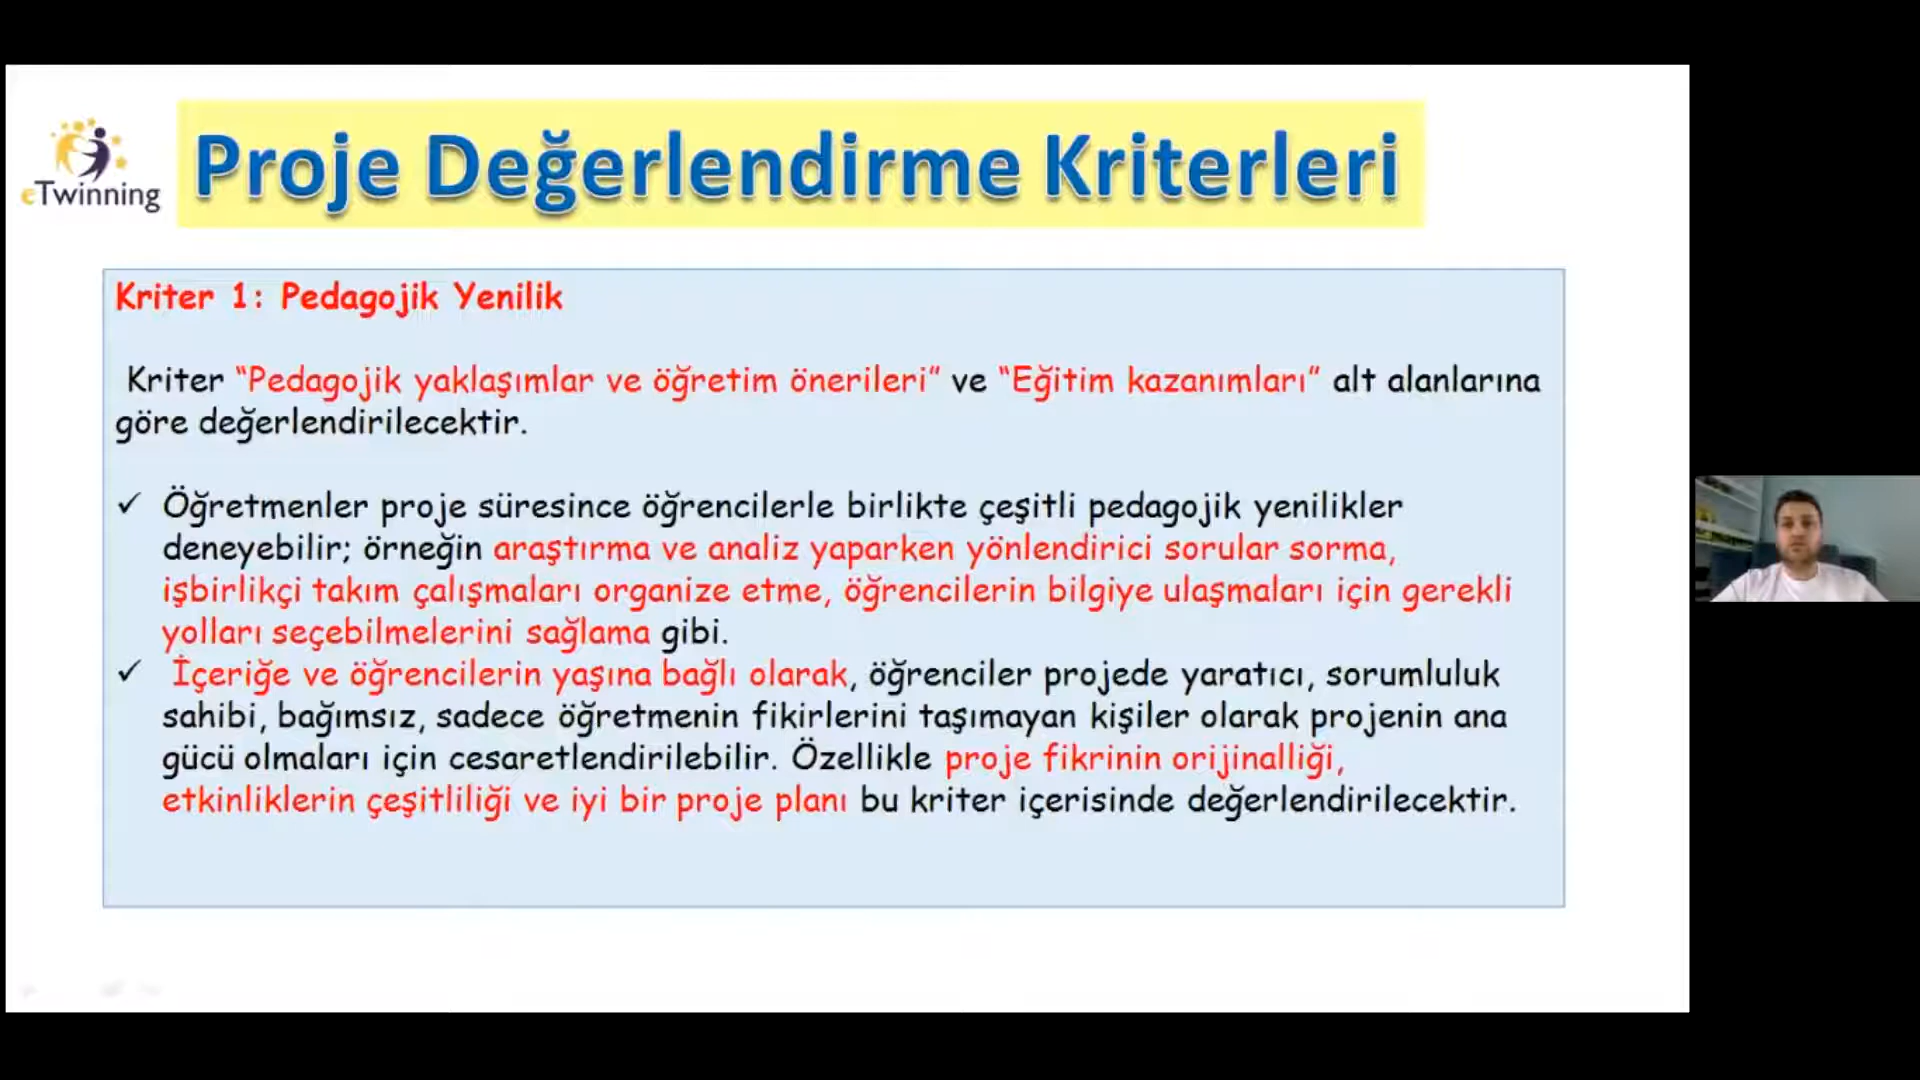 eTwinning
Proje Değerlendirme Kriterleri
Kriter 1: Pedagojik Yenilik
Kriter “Pedagojik yaklaşımlar ve öğretim önerileri” ve “Eğitim kazanımları” alt alanlarına
göre değerlendirilecektir.
✓ Öğretmenler proje süresince öğrencilerle birlikte çeşitli pedagojik yenilikler
deneyebilir; örneğin araştırma ve analiz yaparken yönlendirici sorular sorma,
işbirlikçi takım çalışmaları organize etme, öğrencilerin bilgiye ulaşmaları için gerekli
yolları seçebilmelerini sağlama gibi.
✓ İçeriğe ve öğrencilerin yaşına bağlı olarak, öğrenciler projede yaratıcı, sorumluluk
sahibi, bağımsız, sadece öğretmenin fikirlerini taşımayan kişiler olarak projenin ana
gücü olmaları için cesaretlendirilebilir. Özellikle proje fikrinin orijinalliği,
etkinliklerin çeşitliliği ve iyi bir proje planı bu kriter içerisinde değerlendirilecektir.